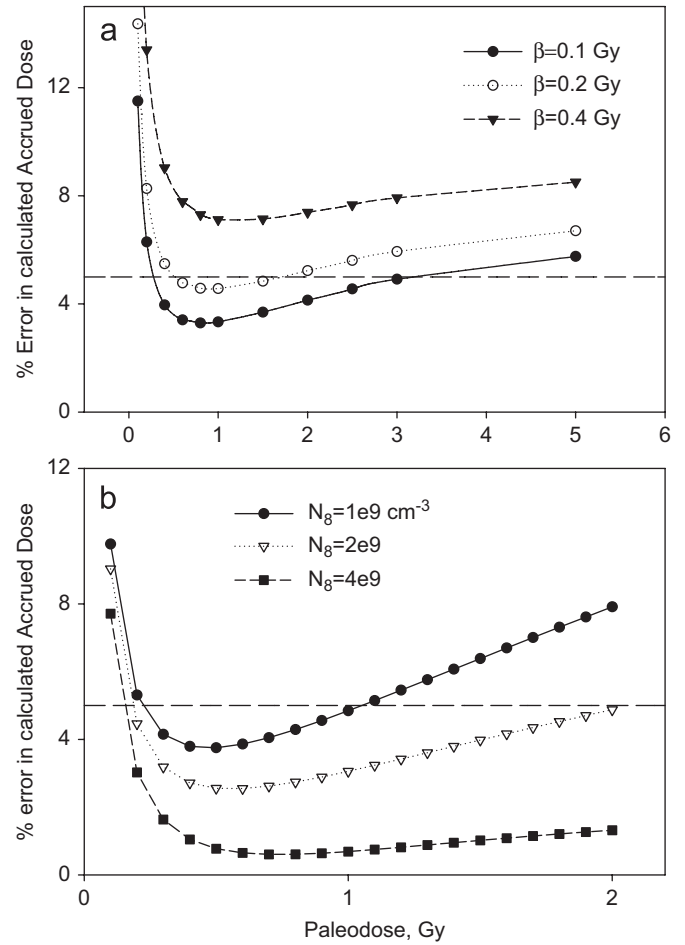 a
β=0.1 Gy
β=0.2 Gy
β=0.4 Gy
% Error in calculated Accrued Dose
12
8
4
0
0 1 2 3 4 5 6
b
N8=1e9 cm-3
N8=2e9
N8=4e9
% error in calculated Accrued Dose
12
8
4
0
0 1 2
Paleodose, Gy